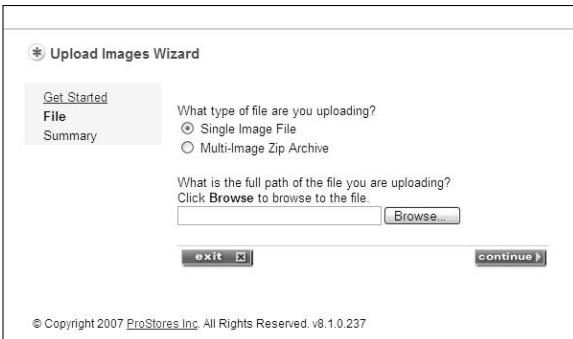 Upload Images Wizard
Get Started
File
Summary
What type of file are you uploading?
Single Image File
Multi-Image Zip Archive
What is the full path of the file you are uploading?
Click Browse to browse to the file.
Browse...
exit
continue
© Copyright 2007 ProStores Inc. All Rights Reserved. v8.1.0.237